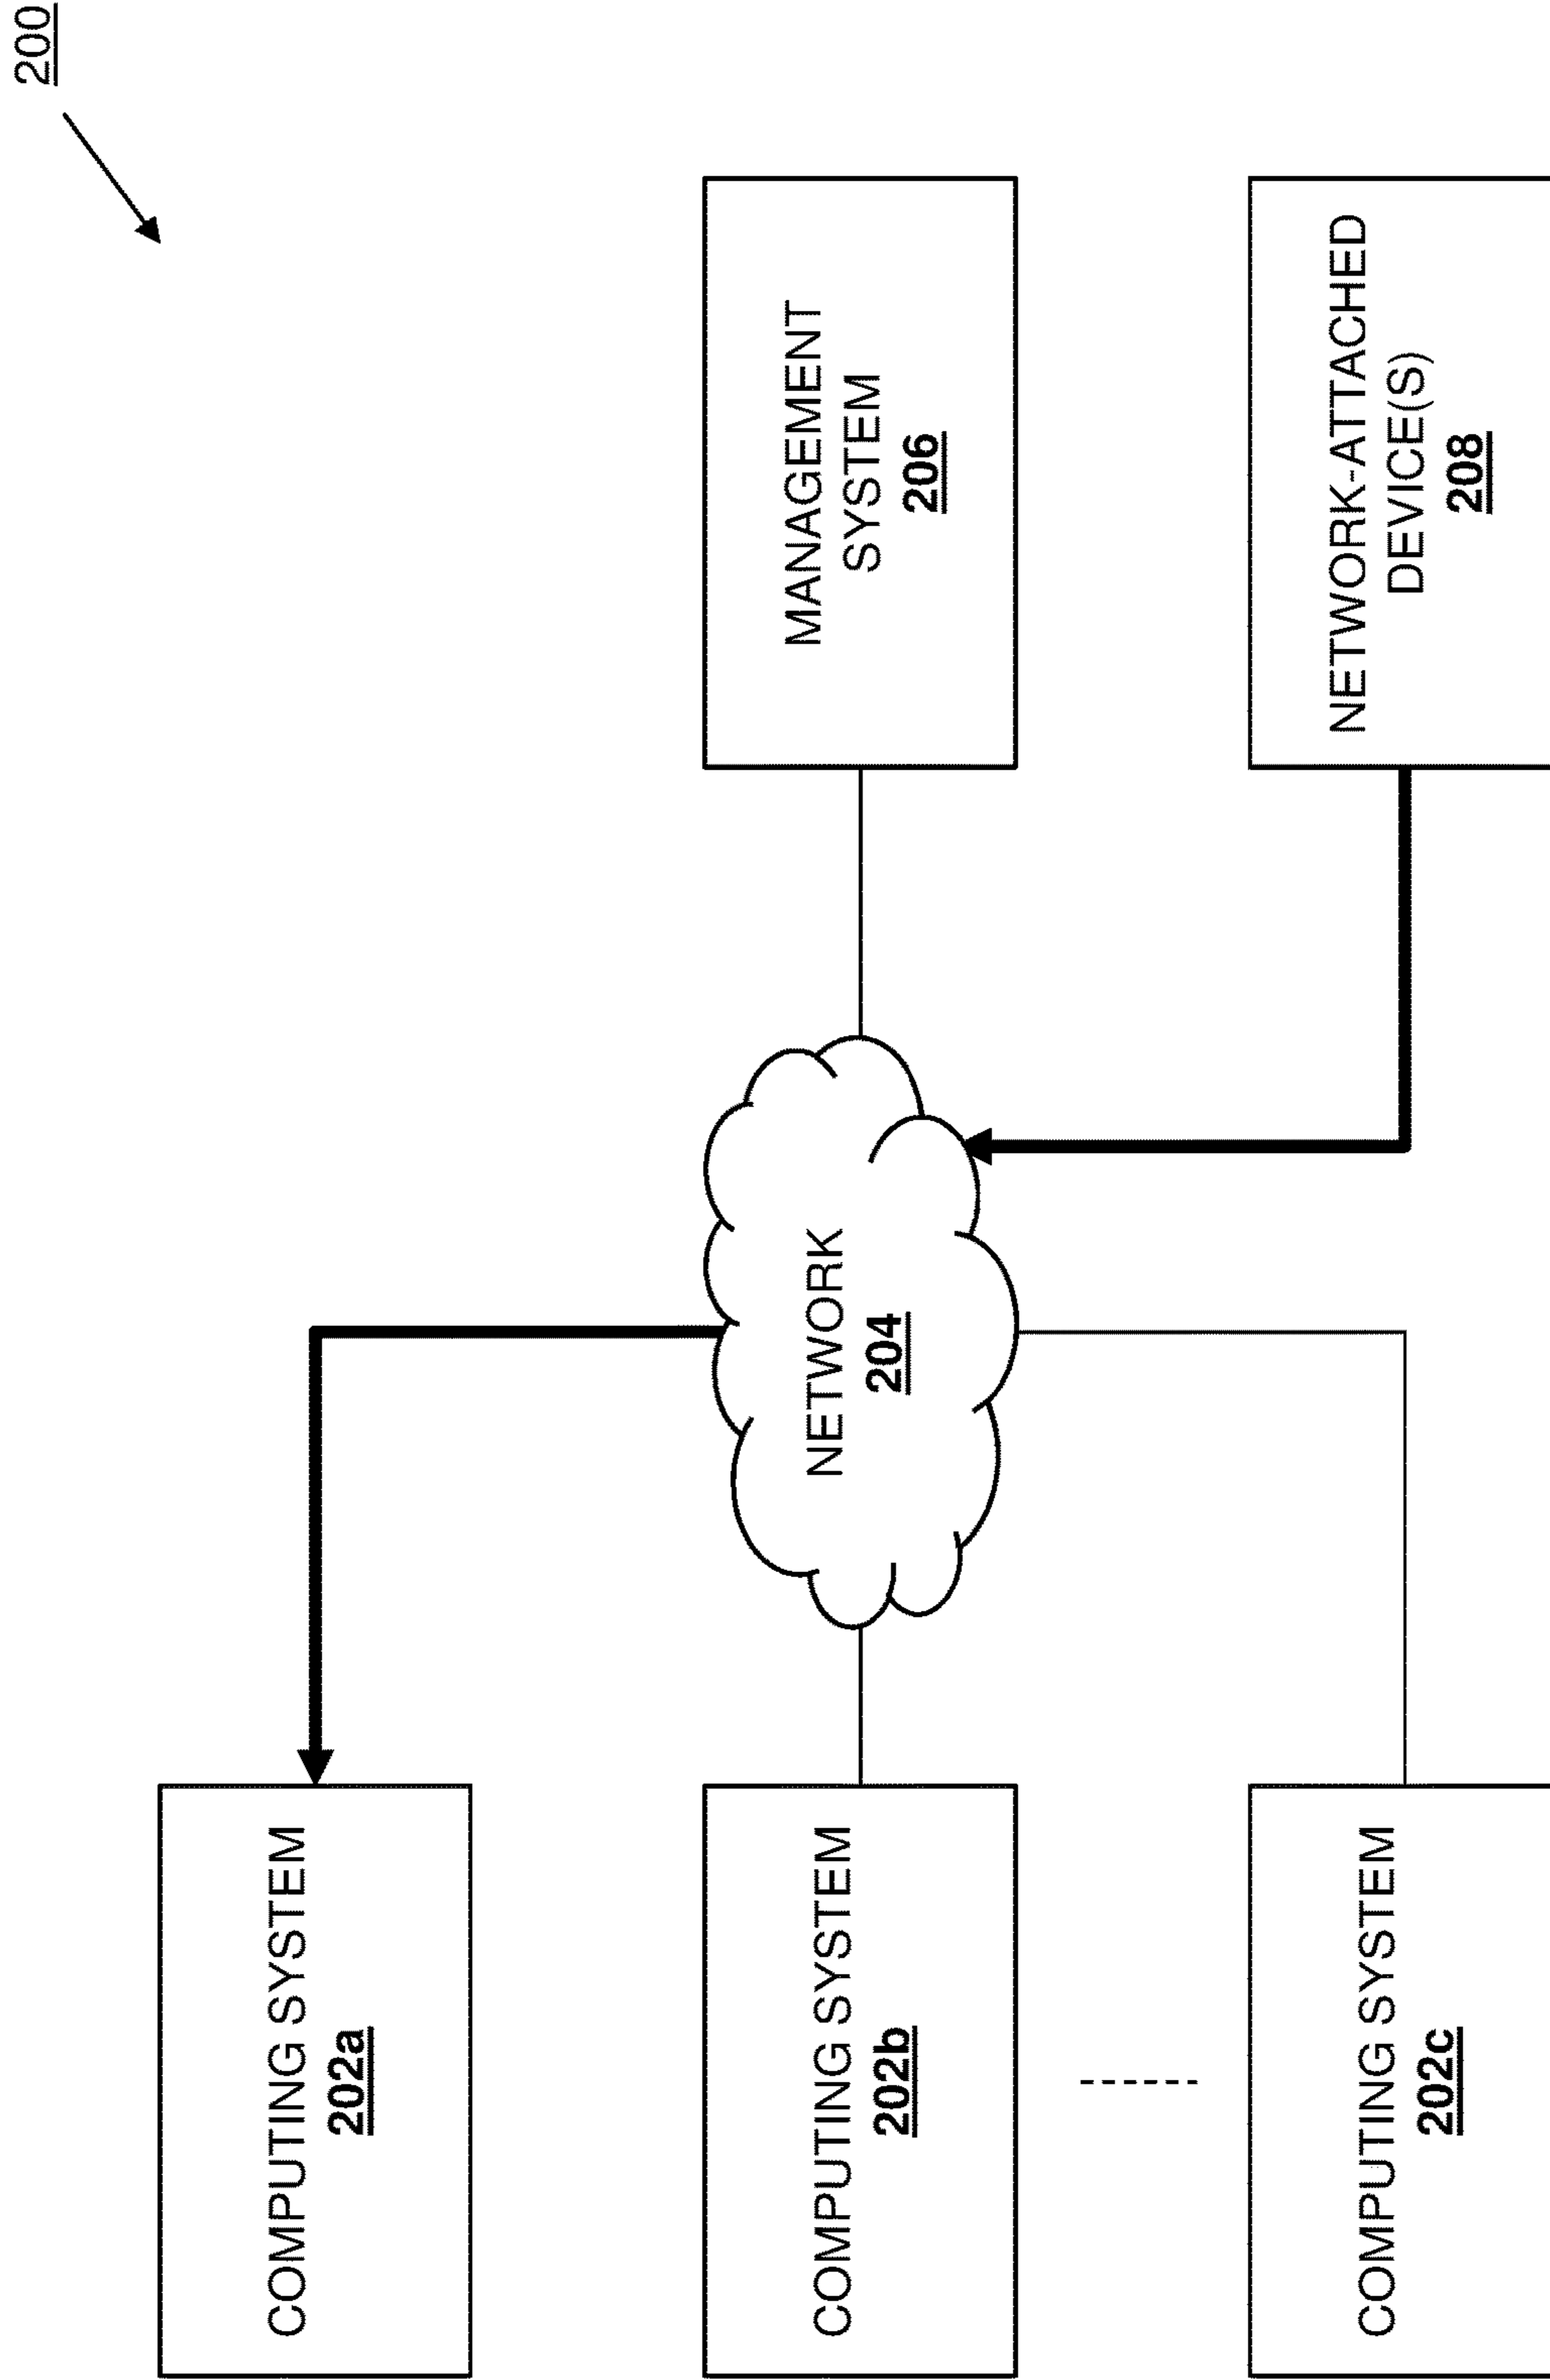 200
COMPUTING SYSTEM
202a
COMPUTING SYSTEM
202b
NETWORK
204
MANAGEMENT
SYSTEM
206
COMPUTING SYSTEM
202c
NETWORK-ATTACHED
DEVICE(S)
208